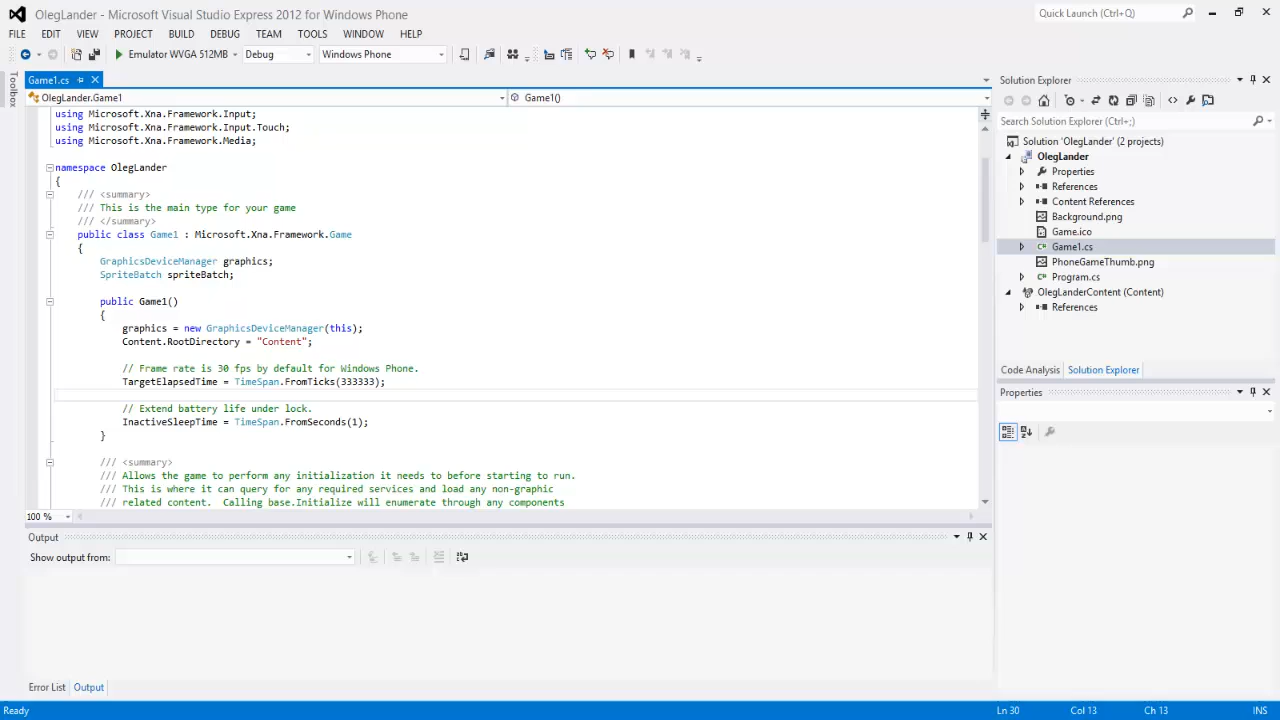 OlegLander - Microsoft Visual Studio Express 2012 for Windows Phone
Quick Launch (Ctrl+Q)
FILE EDIT VIEW PROJECT BUILD DEBUG TEAM TOOLS WINDOW HELP
Emulator WVGA 512MB Debug Windows Phone
Toolbox
Game1.cs
OlegLander.Game1 Game1()
using Microsoft.Xna.Framework.Input;
using Microsoft.Xna.Framework.Input.Touch;
using Microsoft.Xna.Framework.Media;
namespace OlegLander
{
/// <summary>
/// This is the main type for your game
/// </summary>
public class Game1 : Microsoft.Xna.Framework.Game
{
GraphicsDeviceManager graphics;
SpriteBatch spriteBatch;
public Game1()
{
graphics = new GraphicsDeviceManager(this);
Content.RootDirectory = "Content";
// Frame rate is 30 fps by default for Windows Phone.
TargetElapsedTime = TimeSpan.FromTicks(333333);
// Extend battery life under lock.
InactiveSleepTime = TimeSpan.FromSeconds(1);
}
/// <summary>
/// Allows the game to perform any initialization it needs to before starting to run.
/// This is where it can query for any required services and load any non-graphic
/// related content.  Calling base.Initialize will enumerate through any components
100 %
Output
Show output from:
Error List Output
Solution Explorer
Search Solution Explorer (Ctrl+;)
Solution 'OlegLander' (2 projects)
OlegLander
Properties
References
Content References
Background.png
Game.ico
Game1.cs
PhoneGameThumb.png
Program.cs
OlegLanderContent (Content)
References
Code Analysis Solution Explorer
Properties
Ready Ln 30 Col 13 Ch 13 INS